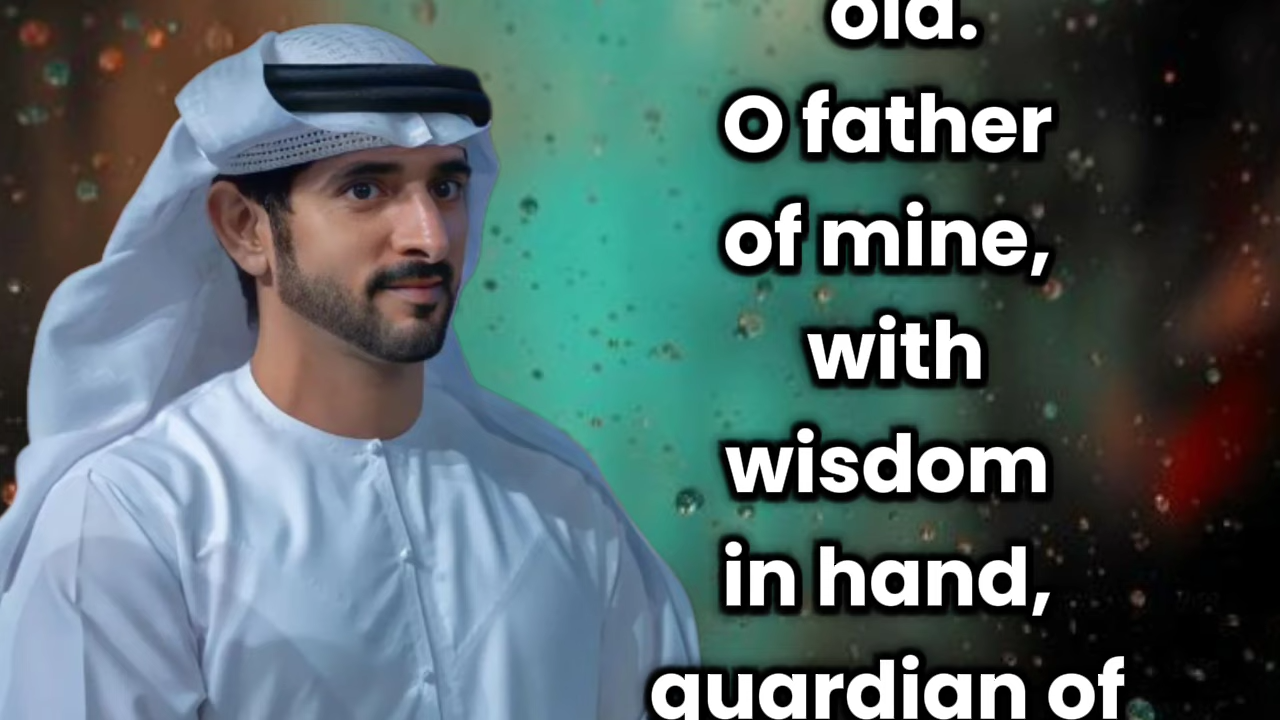 old.
O father
of mine,
with
wisdom
in hand,
guardian of